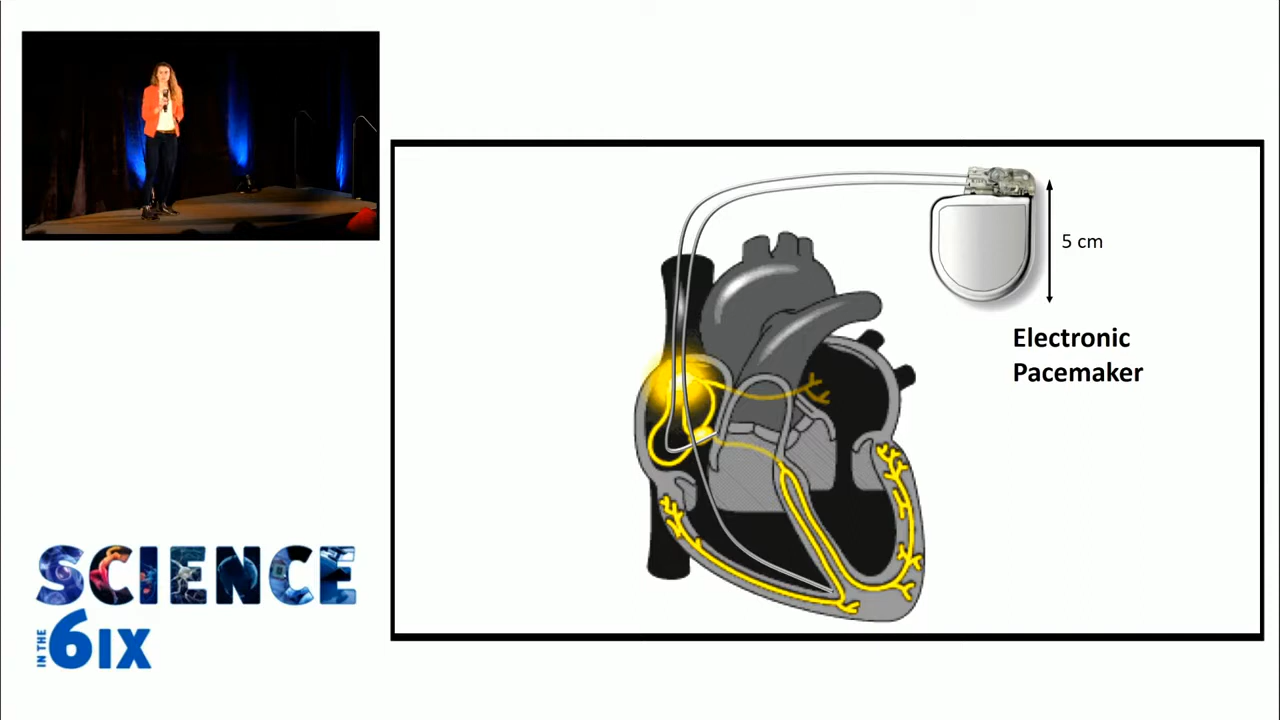 5 cm
Electronic
Pacemaker
SCIENCE
IN THE
6IX